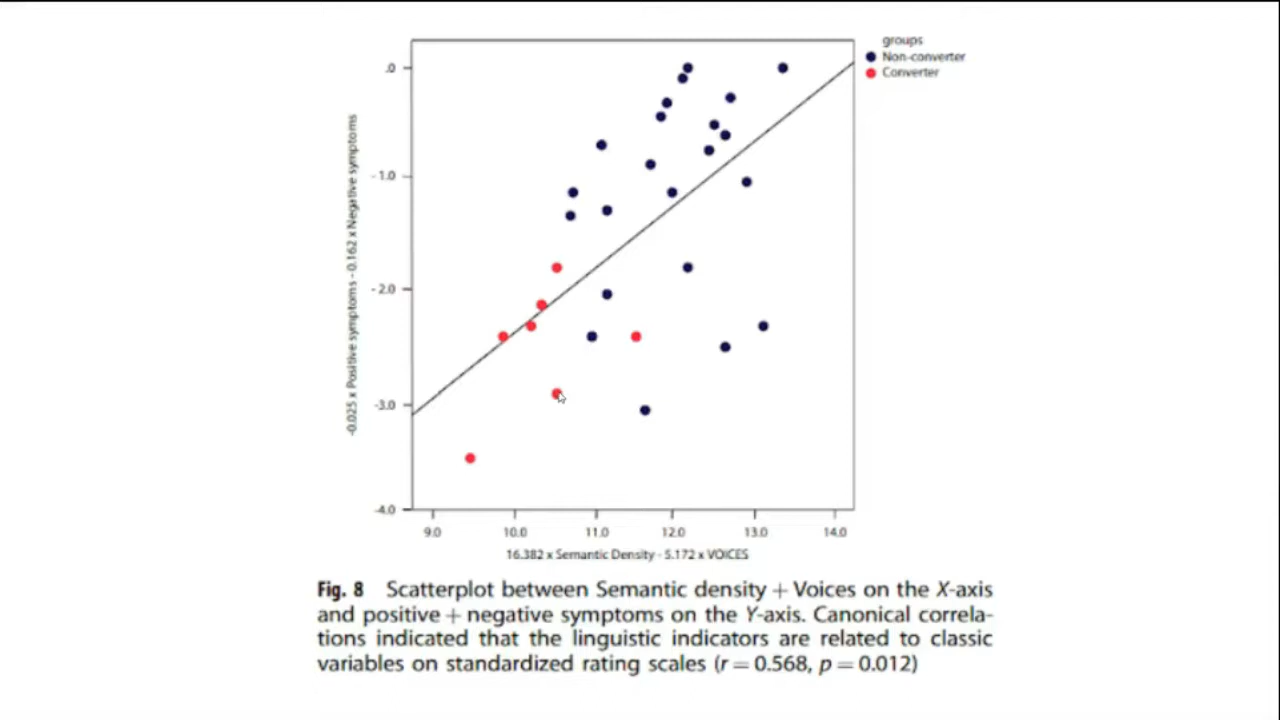 groups
Non-converter
Converter
-0.025 x Positive symptoms - 0.162 x Negative symptoms
.0
-1.0
-2.0
-3.0
-4.0
9.0 10.0 11.0 12.0 13.0 14.0
16.382 x Semantic Density - 5.172 x VOICES
Fig. 8 Scatterplot between Semantic density + Voices on the X-axis
and positive + negative symptoms on the Y-axis. Canonical correla-
tions indicated that the linguistic indicators are related to classic
variables on standardized rating scales (r = 0.568, p = 0.012)